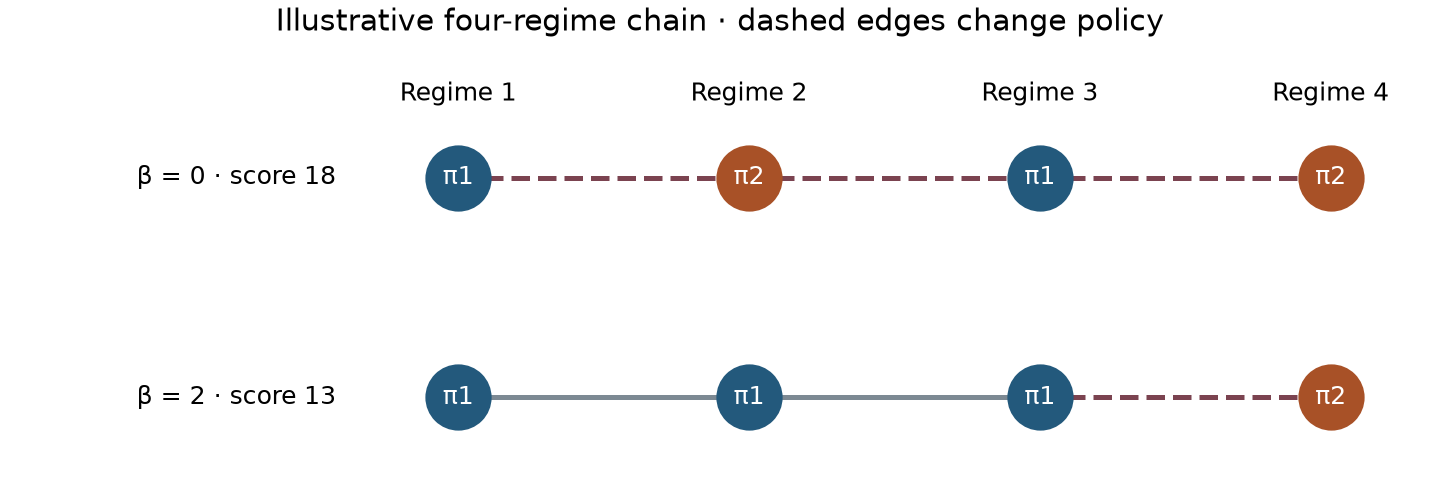 Illustrative four-regime chain · dashed edges change policy
Regime 1 Regime 2 Regime 3 Regime 4
β = 0 · score 18 π1 π2 π1 π2
β = 2 · score 13 π1 π1 π1 π2